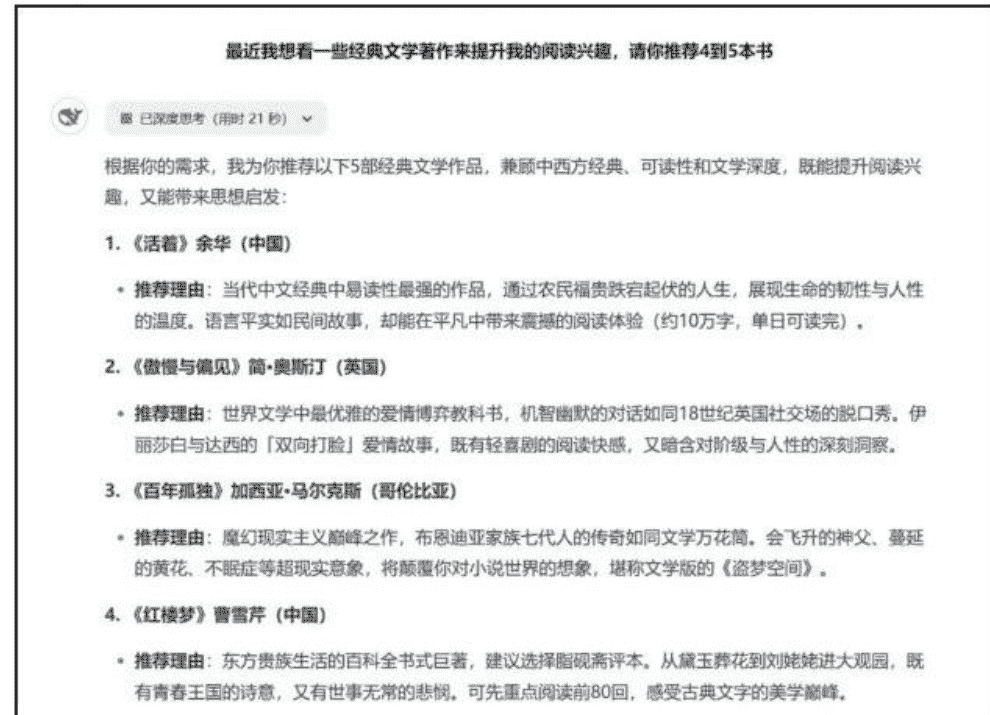 最近我想看一些经典文学著作来提升我的阅读兴趣，请你推荐4到5本书
已深度思考（用时 21 秒）
根据你的需求，我为你推荐以下5部经典文学作品，兼顾中西方经典、可读性和文学深度，既能提升阅读兴
趣，又能带来思想启发：
1. 《活着》余华（中国）
• 推荐理由：当代中文经典中易读性最强的作品，通过农民福贵跌宕起伏的人生，展现生命的韧性与人性
的温度。语言平实如民间故事，却能在平凡中带来震撼的阅读体验（约10万字，单日可读完）。
2. 《傲慢与偏见》简·奥斯汀（英国）
• 推荐理由：世界文学中最优雅的爱情博弈教科书，机智幽默的对话如同18世纪英国社交场的脱口秀。伊
丽莎白与达西的「双向打脸」爱情故事，既有轻喜剧的阅读快感，又暗含对阶级与人性的深刻洞察。
3. 《百年孤独》加西亚·马尔克斯（哥伦比亚）
• 推荐理由：魔幻现实主义巅峰之作，布恩迪亚家族七代人的传奇如同文学万花筒。会飞升的神父、蔓延
的黄花、不眠症等超现实意象，将颠覆你对小说世界的想象，堪称文学版的《盗梦空间》。
4. 《红楼梦》曹雪芹（中国）
• 推荐理由：东方贵族生活的百科全书式巨著，建议选择脂砚斋评本。从黛玉葬花到刘姥姥进大观园，既
有青春王国的诗意，又有世事无常的悲悯。可先重点阅读前80回，感受古典文字的美学巅峰。